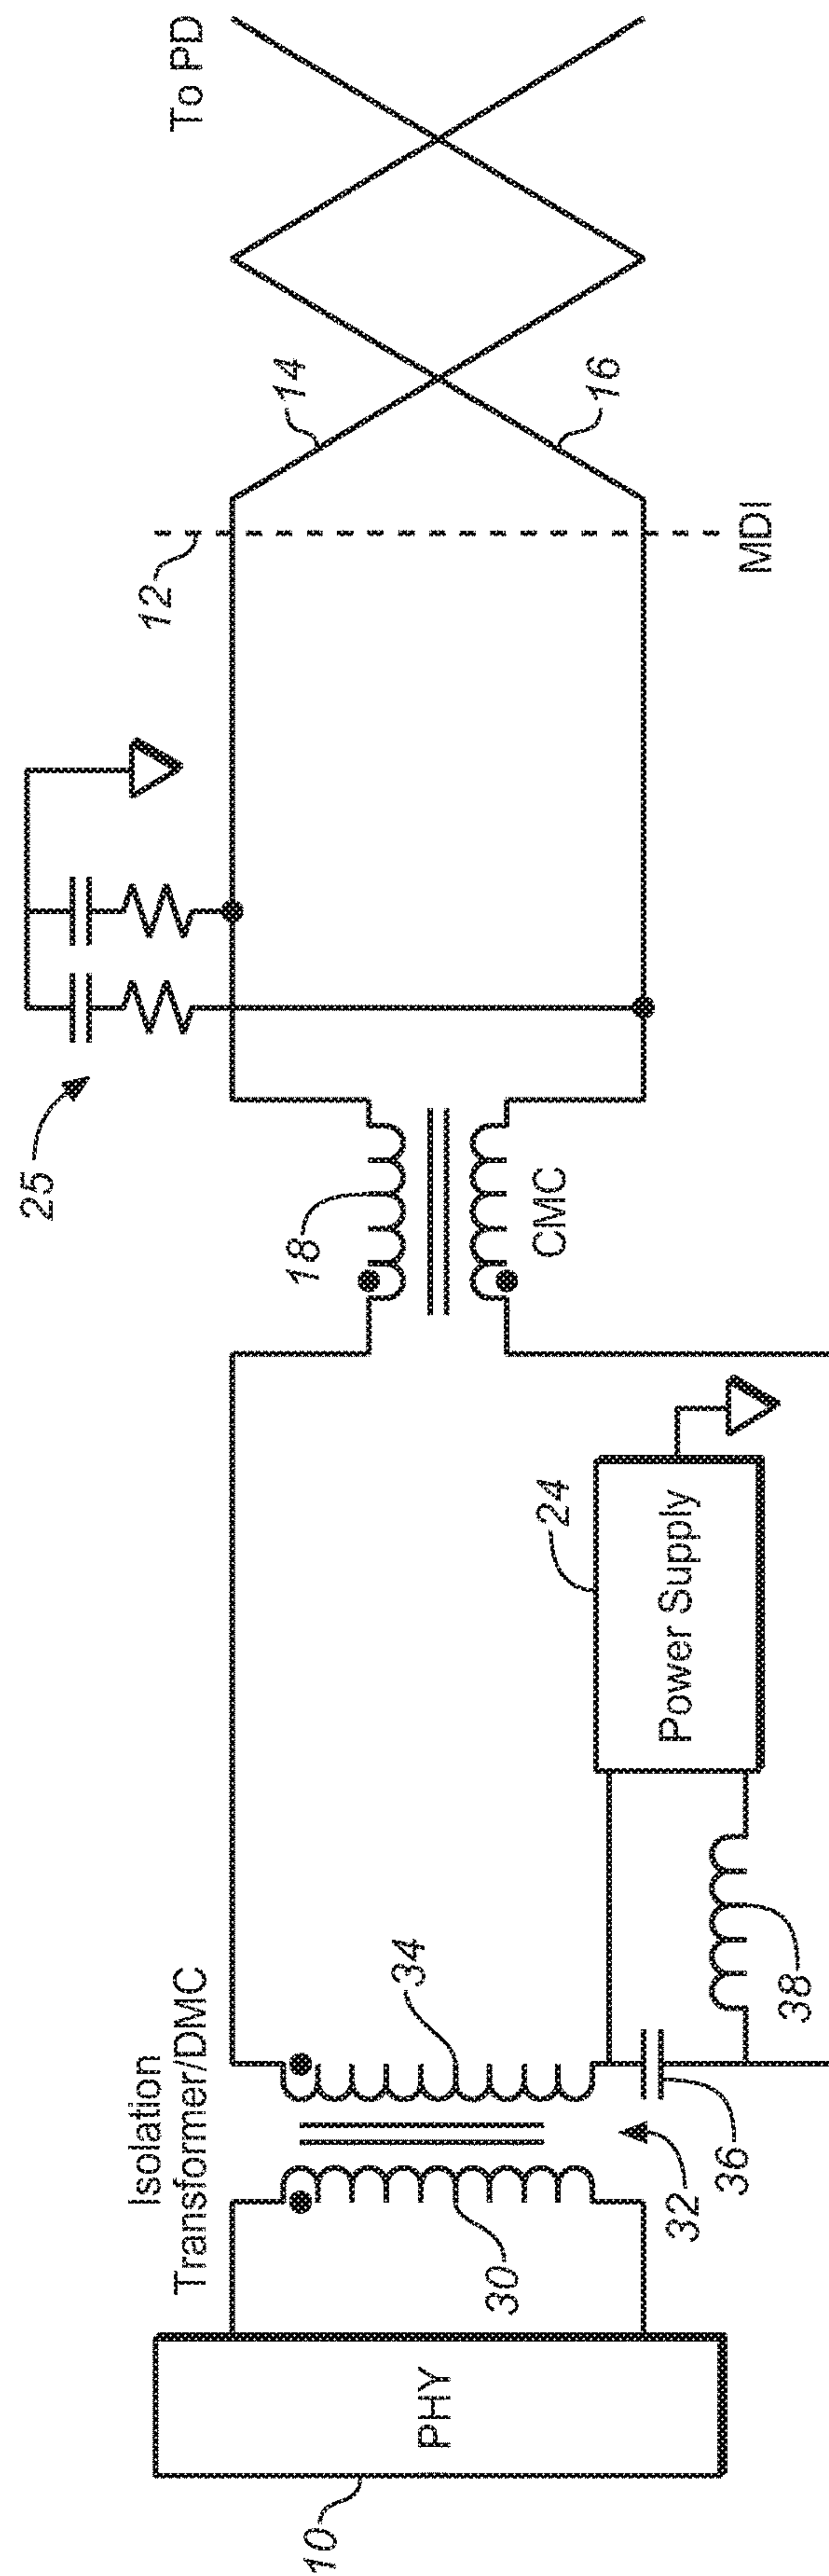 10
PHY
Isolation
Transformer/DMC
30
32
34
36
38
Power Supply
24
18
CMC
25
12
MDI
14
16
To PD